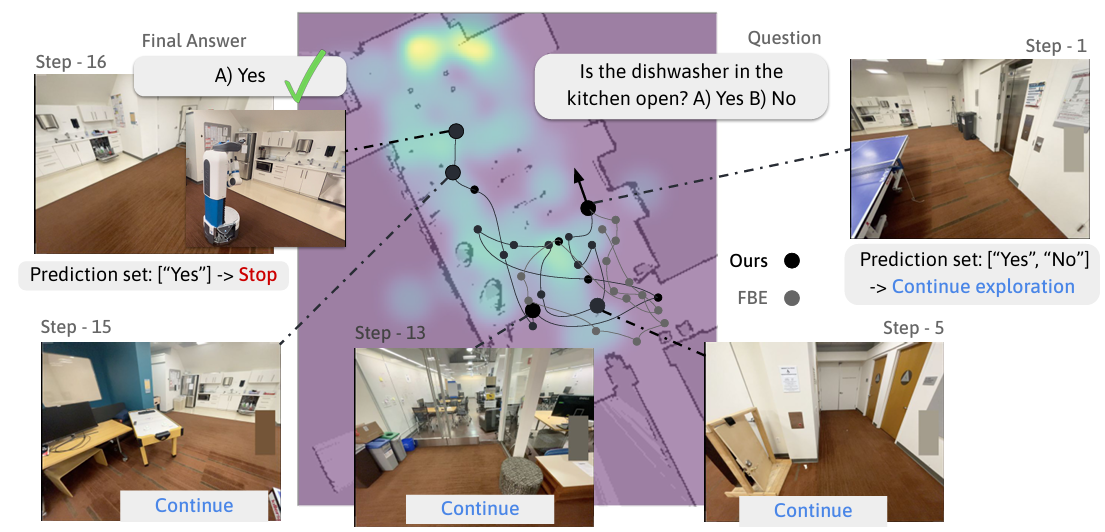 Final Answer
Question
Step - 1
Step - 16
A) Yes
Is the dishwasher in the
kitchen open? A) Yes B) No
Prediction set: ["Yes"] -> Stop
Ours
FBE
Prediction set: ["Yes", "No"]
-> Continue exploration
Step - 15
Step - 13
Step - 5
Continue
Continue
Continue